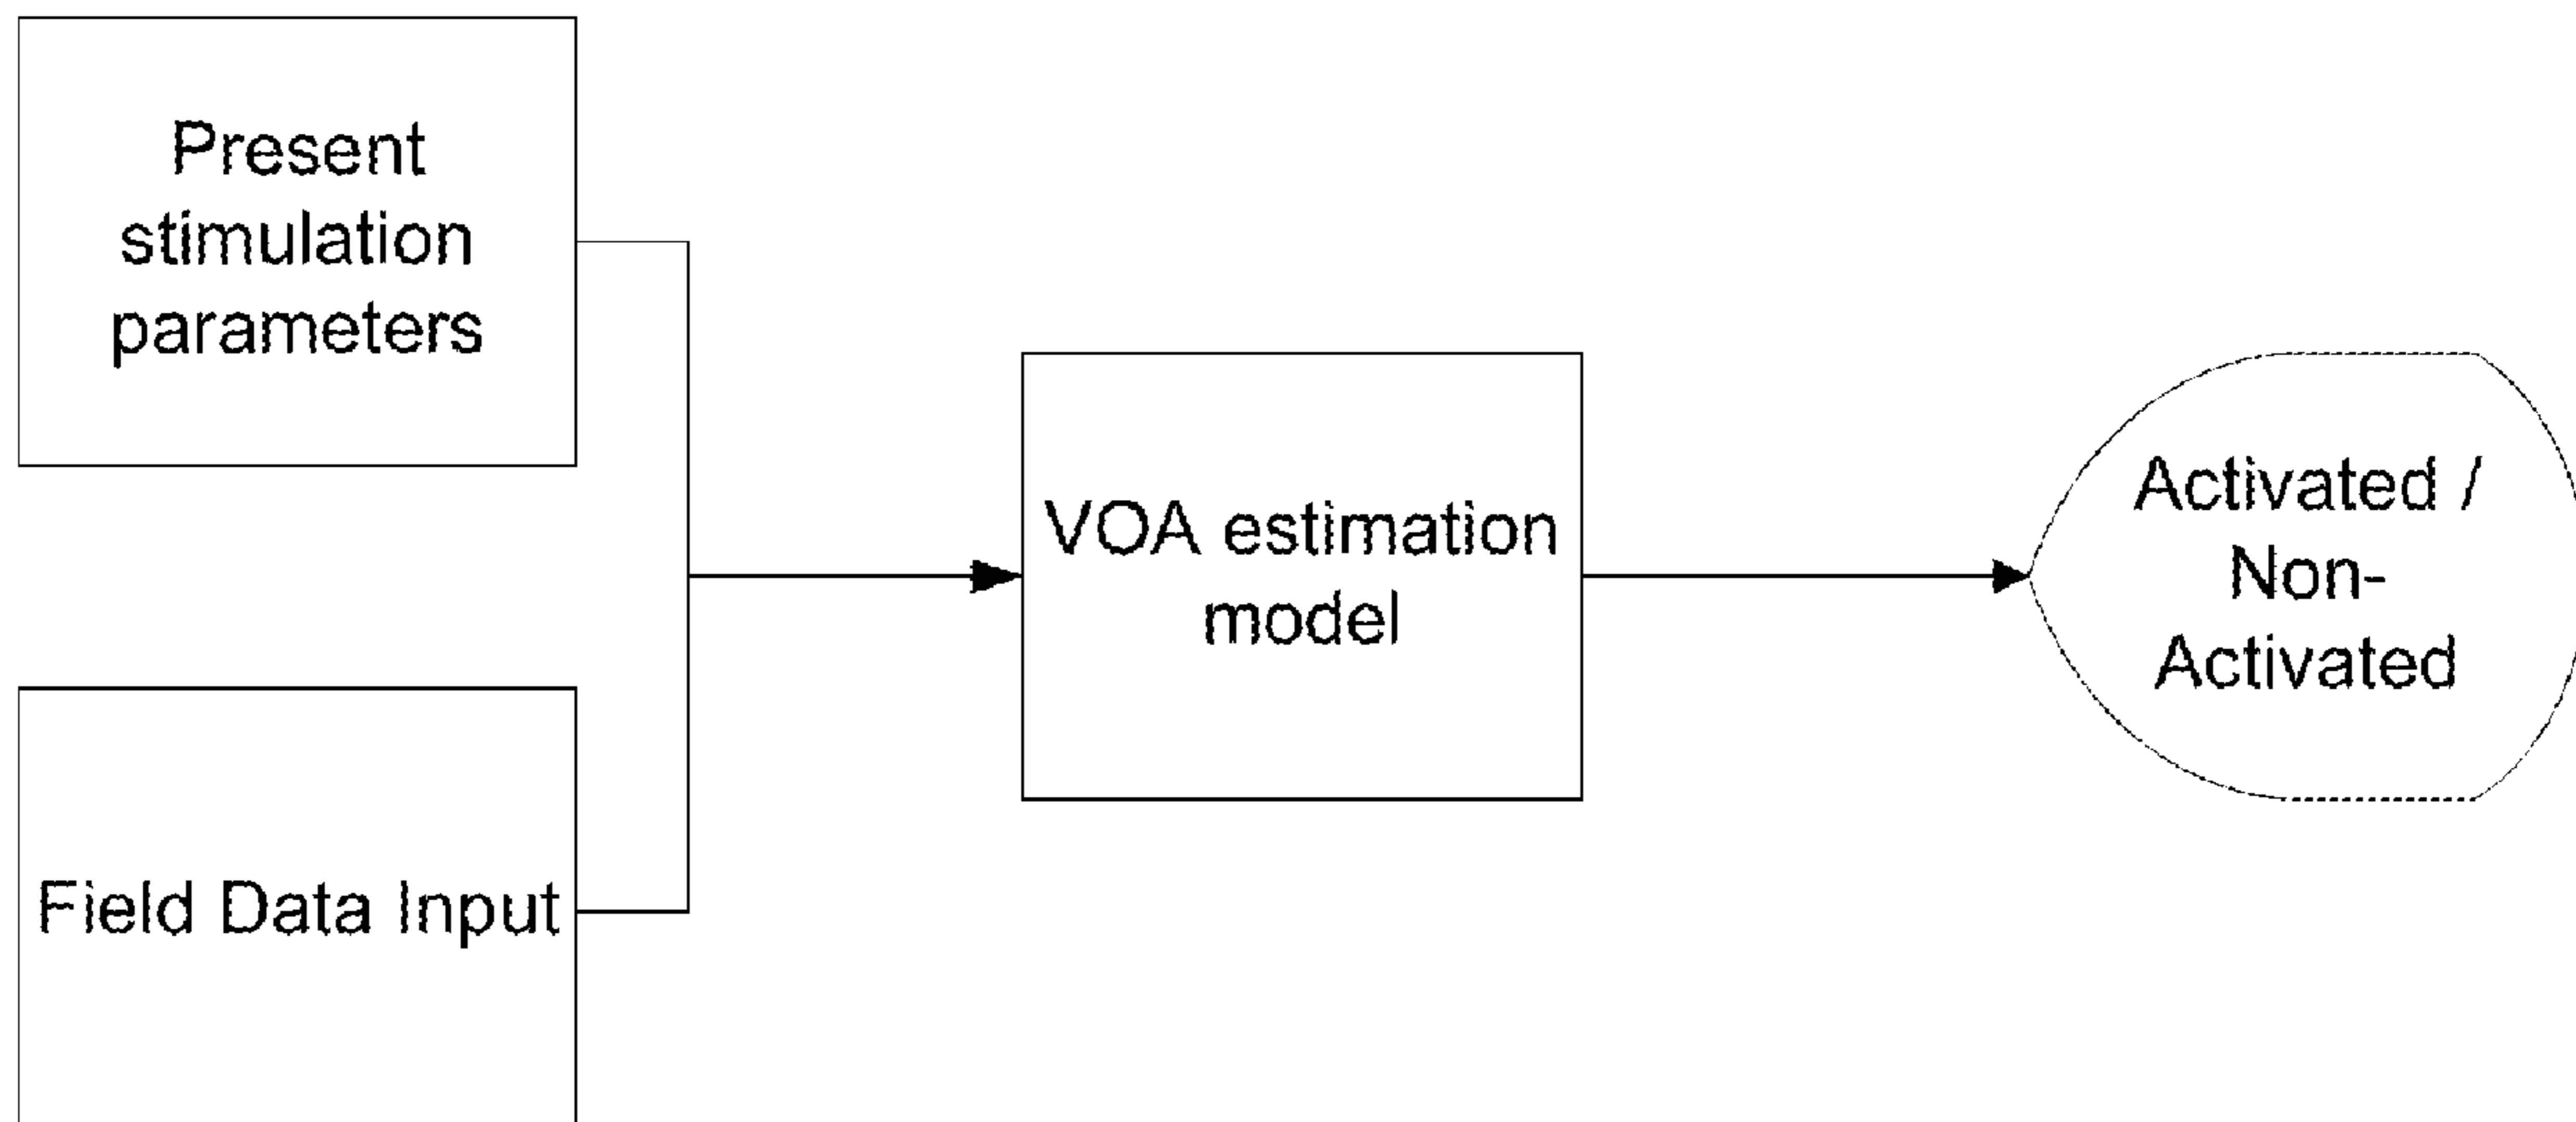 Present
stimulation
parameters
VOA estimation
model
Activated /
Non-
Activated
Field Data Input